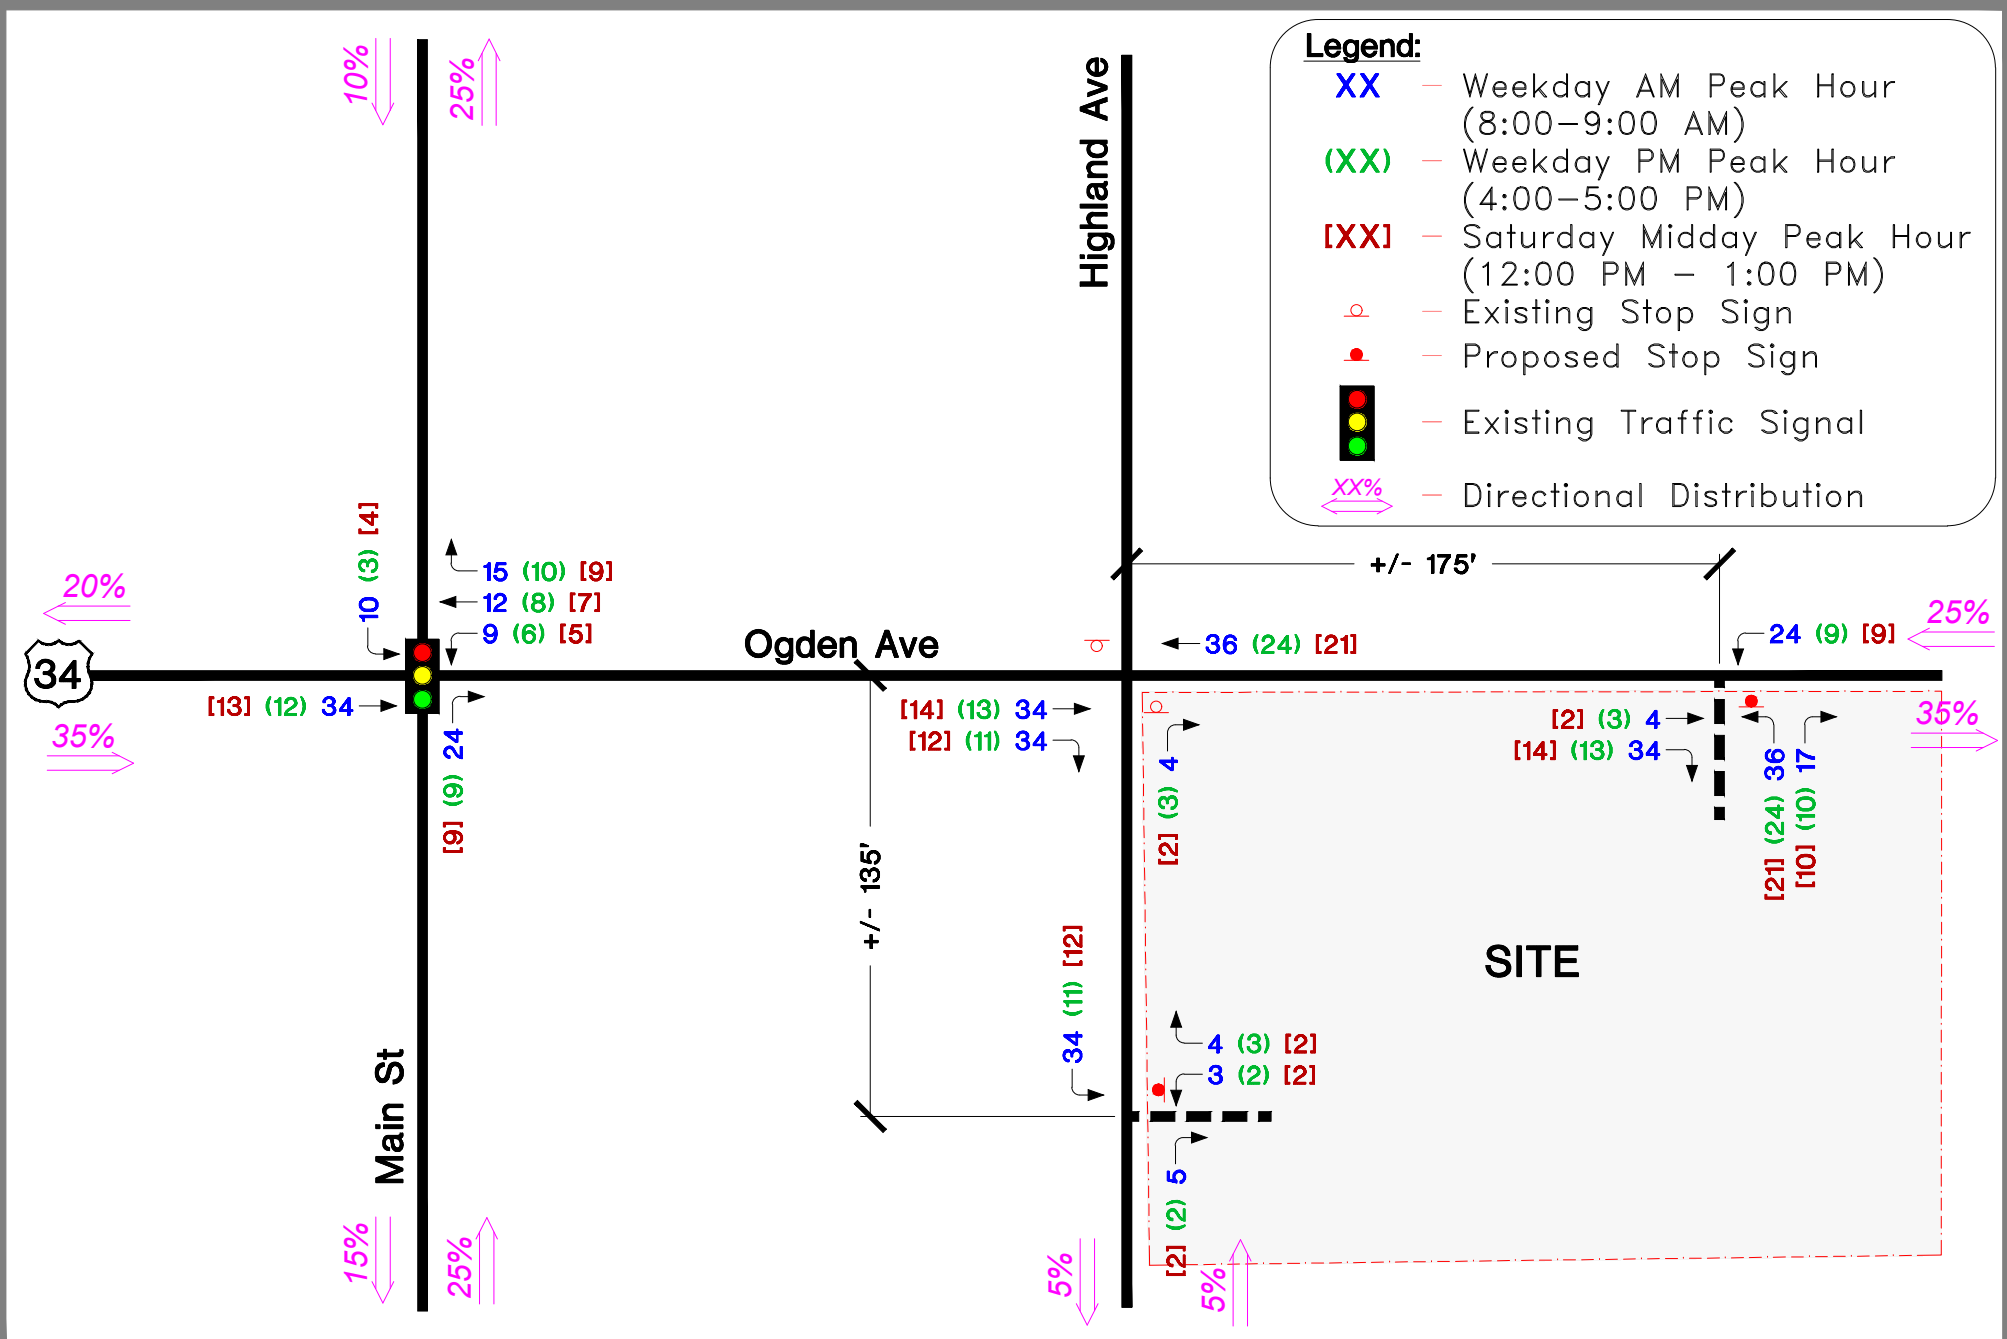 Legend:
XX – Weekday AM Peak Hour
(8:00–9:00 AM)
(XX) – Weekday PM Peak Hour
(4:00–5:00 PM)
[XX] – Saturday Midday Peak Hour
(12:00 PM – 1:00 PM)
– Existing Stop Sign
– Proposed Stop Sign
– Existing Traffic Signal
XX% – Directional Distribution
10%
25%
Highland Ave
+/- 175'
10 (3) [4]
15 (10) [9]
12 (8) [7]
9 (6) [5]
20%
34
35%
[13] (12) 34
[9] (9) 24
Ogden Ave
36 (24) [21]
24 (9) [9]
25%
35%
[14] (13) 34
[12] (11) 34
[2] (3) 4
[2] (3) 4
[14] (13) 34
[21] (24) 36
[10] (10) 17
+/- 135'
SITE
34 (11) [12]
4 (3) [2]
3 (2) [2]
[2] (2) 5
Main St
15%
25%
5%
5%